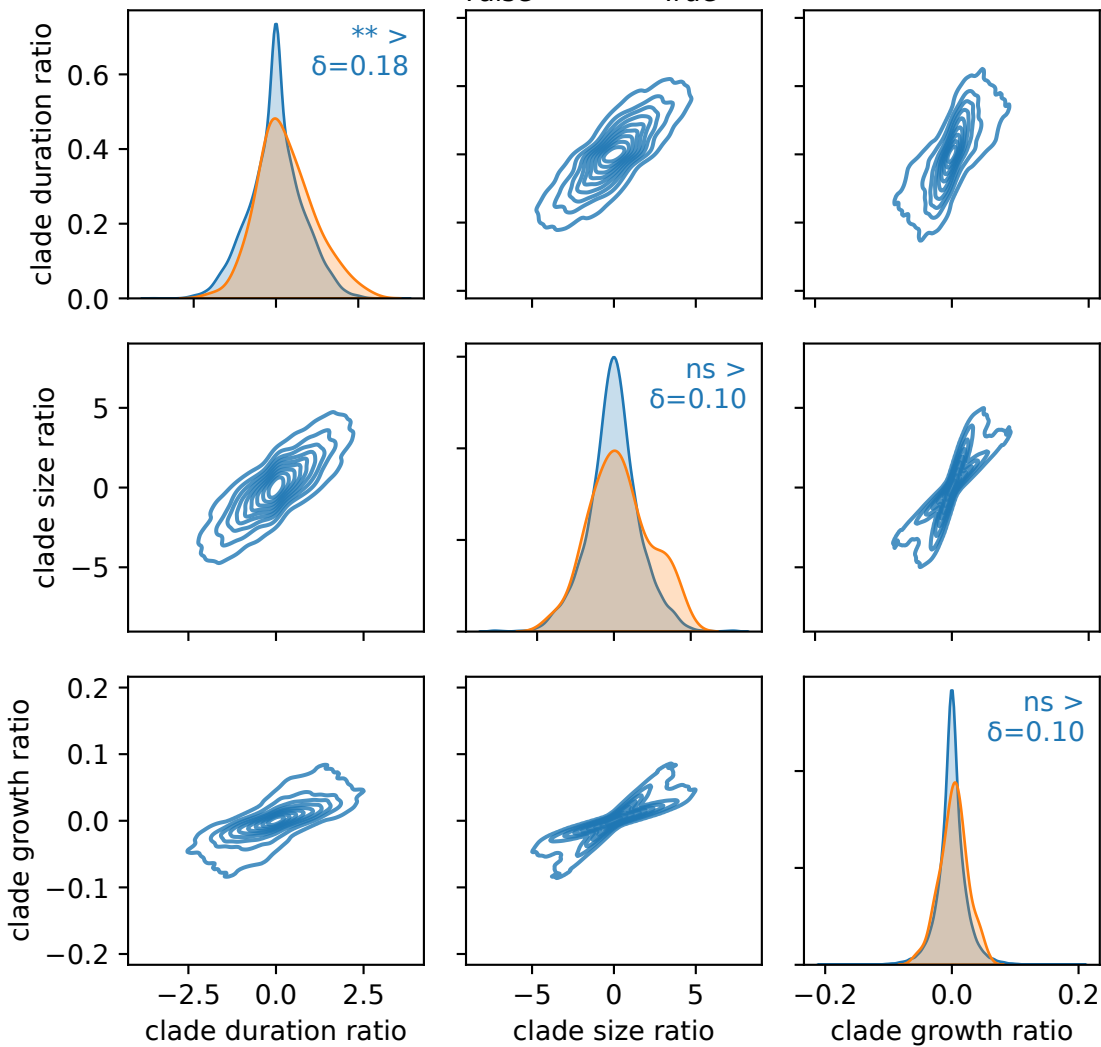 clade duration ratio
0.6
0.4
0.2
0.0
** >
δ=0.18
clade size ratio
5
0
−5
ns >
δ=0.10
clade growth ratio
0.2
0.1
0.0
−0.1
−0.2
ns >
δ=0.10
−2.5 0.0 2.5
−5 0 5
−0.2 0.0 0.2
clade duration ratio
clade size ratio
clade growth ratio